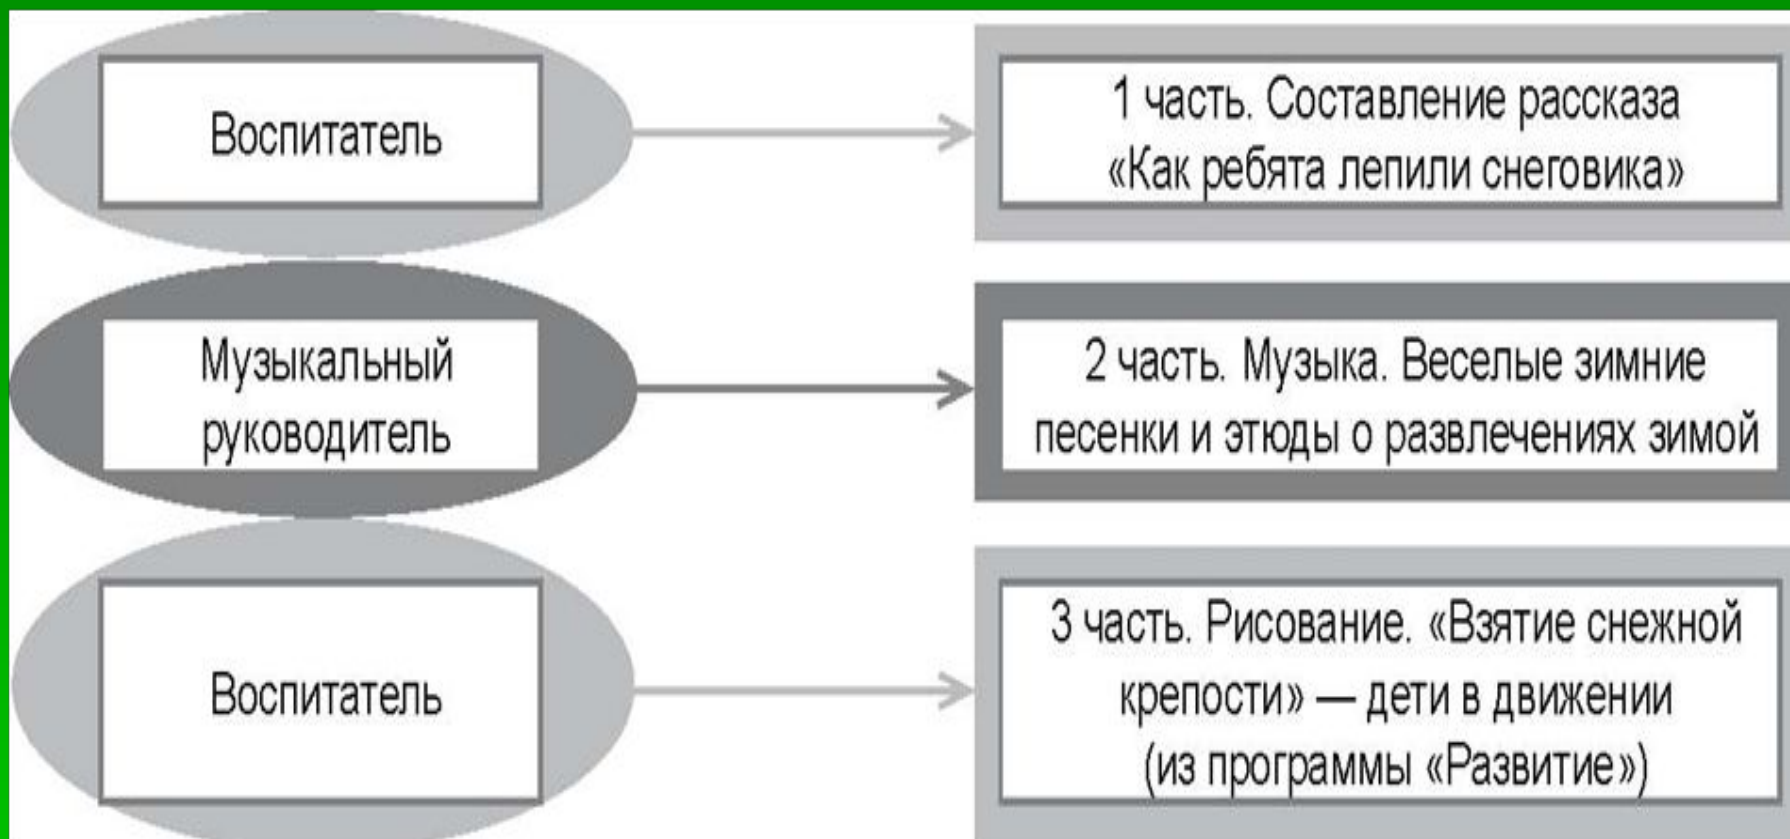 Воспитатель
1 часть. Составление рассказа
«Как ребята лепили снеговика»
Музыкальный
руководитель
2 часть. Музыка. Веселые зимние
песенки и этюды о развлечениях зимой
Воспитатель
3 часть. Рисование. «Взятие снежной
крепости» — дети в движении
(из программы «Развитие»)